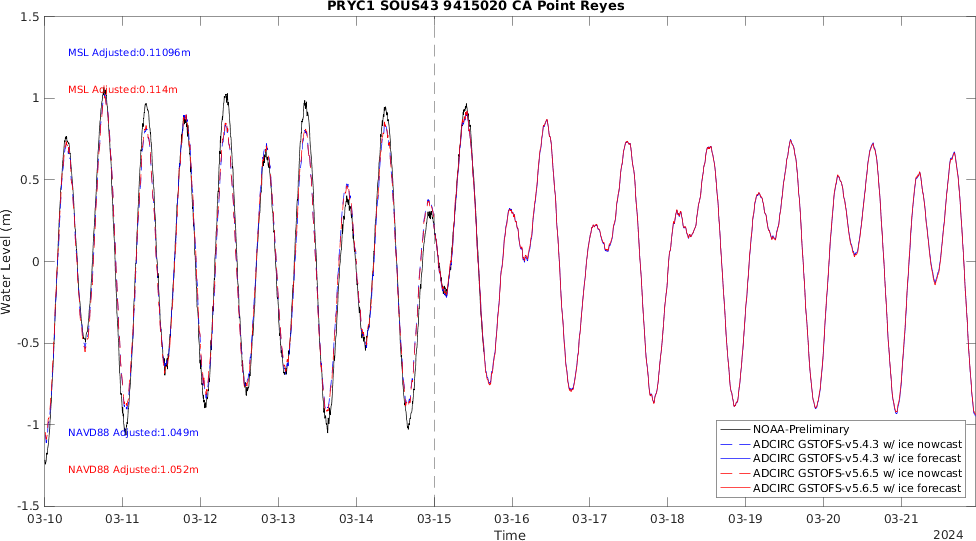 PRYC1 SOUS43 9415020 CA Point Reyes
1.5
1
0.5
0
-0.5
-1
-1.5
Water Level (m)
MSL Adjusted:0.11096m
MSL Adjusted:0.114m
NAVD88 Adjusted:1.049m
NAVD88 Adjusted:1.052m
NOAA-Preliminary
ADCIRC GSTOFS-v5.4.3 w/ ice nowcast
ADCIRC GSTOFS-v5.4.3 w/ ice forecast
ADCIRC GSTOFS-v5.6.5 w/ ice nowcast
ADCIRC GSTOFS-v5.6.5 w/ ice forecast
03-10 03-11 03-12 03-13 03-14 03-15 03-16 03-17 03-18 03-19 03-20 03-21
Time
2024